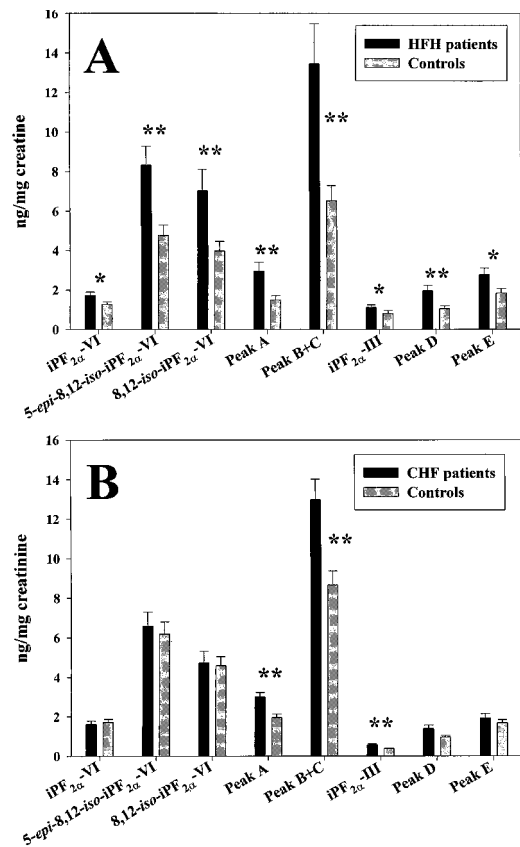 16
14
12
10
8
6
4
2
0
ng/mg creatine
A
HFH patients
Controls
*
**
**
**
**
*
**
*
iPF2α-VI
5-epi-8,12-iso-iPF2α-VI
8,12-iso-iPF2α-VI
Peak A
Peak B+C
iPF2α-III
Peak D
Peak E
16
14
12
10
8
6
4
2
0
ng/mg creatinine
B
CHF patients
Controls
**
**
**
iPF2α-VI
5-epi-8,12-iso-iPF2α-VI
8,12-iso-iPF2α-VI
Peak A
Peak B+C
iPF2α-III
Peak D
Peak E